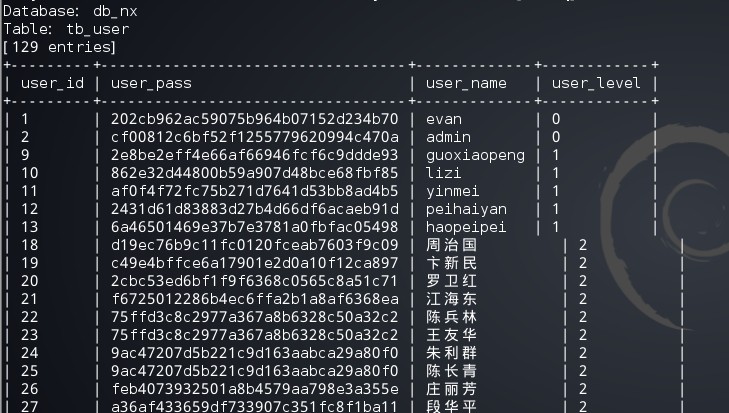 Database: db_nx
Table: tb_user
[129 entries]
+---------+----------------------------------+-------------+------------+
| user_id | user_pass | user_name | user_level |
+---------+----------------------------------+-------------+------------+
| 1 | 202cb962ac59075b964b07152d234b70 | evan | 0 |
| 2 | cf00812c6bf52f1255779620994c470a | admin | 0 |
| 9 | 2e8be2eff4e66af66946fcf6c9ddde93 | guoxiaopeng | 1 |
| 10 | 862e32d44800b59a907d48bce68fbf85 | lizi | 1 |
| 11 | af0f4f72fc75b271d7641d53bb8ad4b5 | yinmei | 1 |
| 12 | 2431d61d83883d27b4d66df6acaeb91d | peihaiyan | 1 |
| 13 | 6a46501469e37b7e3781a0fbfac05498 | haopeipei | 1 |
| 18 | d19ec76b9c11fc0120fceab7603f9c09 | 周治国 | 2 |
| 19 | c49e4bffce6a17901e2d0a10f12ca897 | 卞新民 | 2 |
| 20 | 2cbc53ed6bf1f9f6368c0565c8a51c71 | 罗卫红 | 2 |
| 21 | f6725012286b4ec6ffa2b1a8af6368ea | 江海东 | 2 |
| 22 | 75ffd3c8c2977a367a8b6328c50a32c2 | 陈兵林 | 2 |
| 23 | 75ffd3c8c2977a367a8b6328c50a32c2 | 王友华 | 2 |
| 24 | 9ac47207d5b221c9d163aabca29a80f0 | 朱利群 | 2 |
| 25 | 9ac47207d5b221c9d163aabca29a80f0 | 陈长青 | 2 |
| 26 | feb4073932501a8b4579aa798e3a355e | 庄丽芳 | 2 |
| 27 | a36af433659df733907c351fc8f1ba11 | 段华平 | 2 |